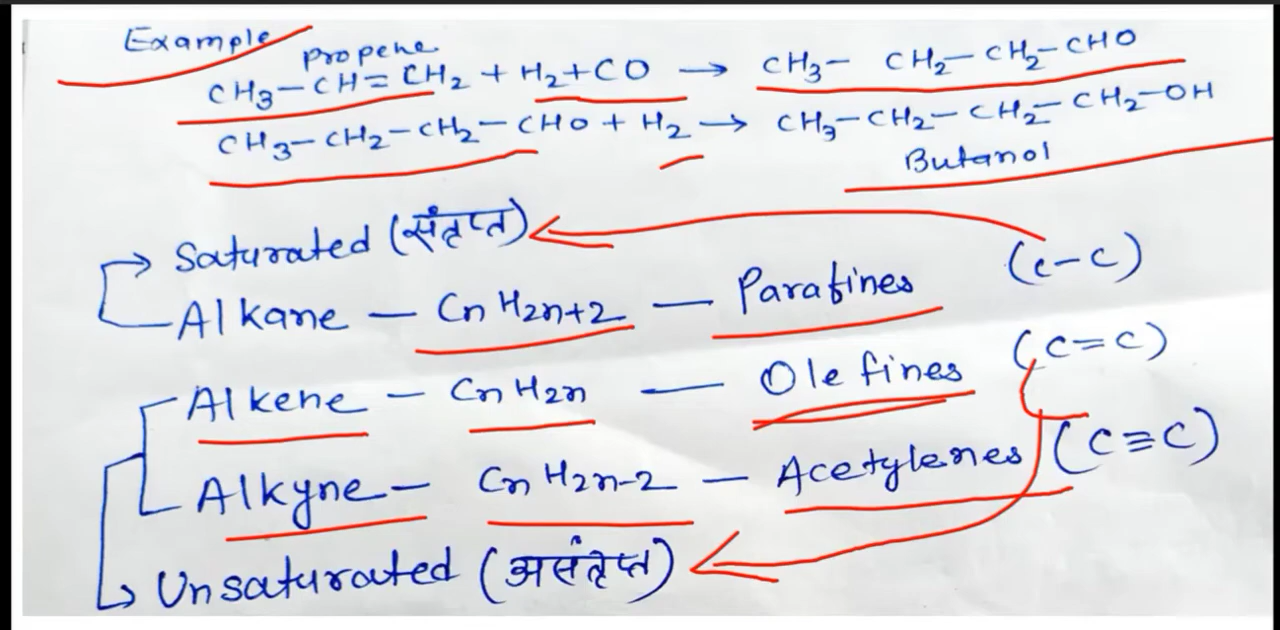 Example
Propene
CH3-CH=CH2 + H2+CO → CH3- CH2-CH2-CHO
CH3-CH2-CH2-CHO + H2 → CH3-CH2-CH2-CH2-OH
Butanol
Saturated (संतृप्त)
(C-C)
Alkane - CnH2n+2 - Parafines
Alkene - CnH2n - Olefines (C=C)
Alkyne - CnH2n-2 - Acetylenes (C≡C)
Unsaturated (असंतृप्त)